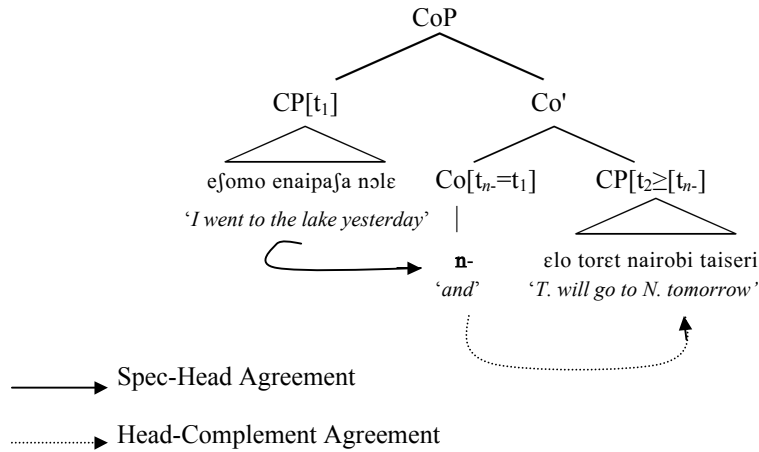 CoP
CP[t₁] Co'
eʃomo enaipaʃa nɔlɛ Co[tₙ₋=t₁] CP[t₂≥[tₙ₋]
‘I went to the lake yesterday’
n- ɛlo torɛt nairobi taiseri
‘and’ ‘T. will go to N. tomorrow’
Spec-Head Agreement
Head-Complement Agreement